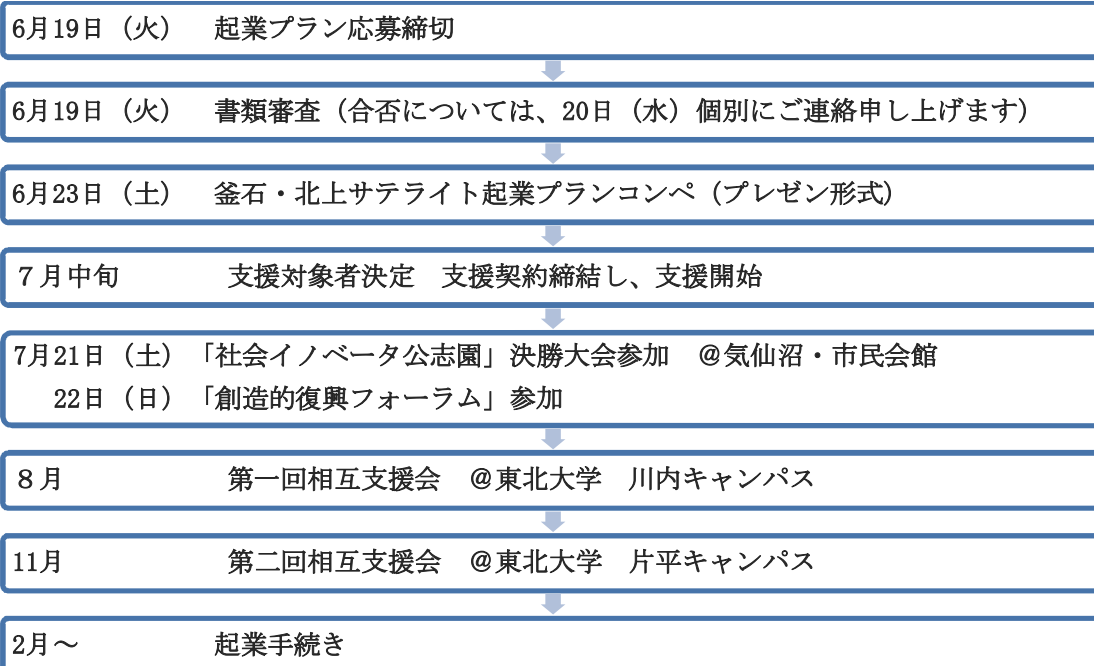 6月19日（火）　起業プラン応募締切
6月19日（火）　書類審査（合否については、20日（水）個別にご連絡申し上げます）
6月23日（土）　釜石・北上サテライト起業プランコンペ（プレゼン形式）
７月中旬　　　　支援対象者決定　支援契約締結し、支援開始
7月21日（土）「社会イノベータ公志園」決勝大会参加　＠気仙沼・市民会館
22日（日）「創造的復興フォーラム」参加
８月　　　　　　第一回相互支援会　＠東北大学　川内キャンパス
11月　　　　　　第二回相互支援会　＠東北大学　片平キャンパス
2月～　　　　　起業手続き